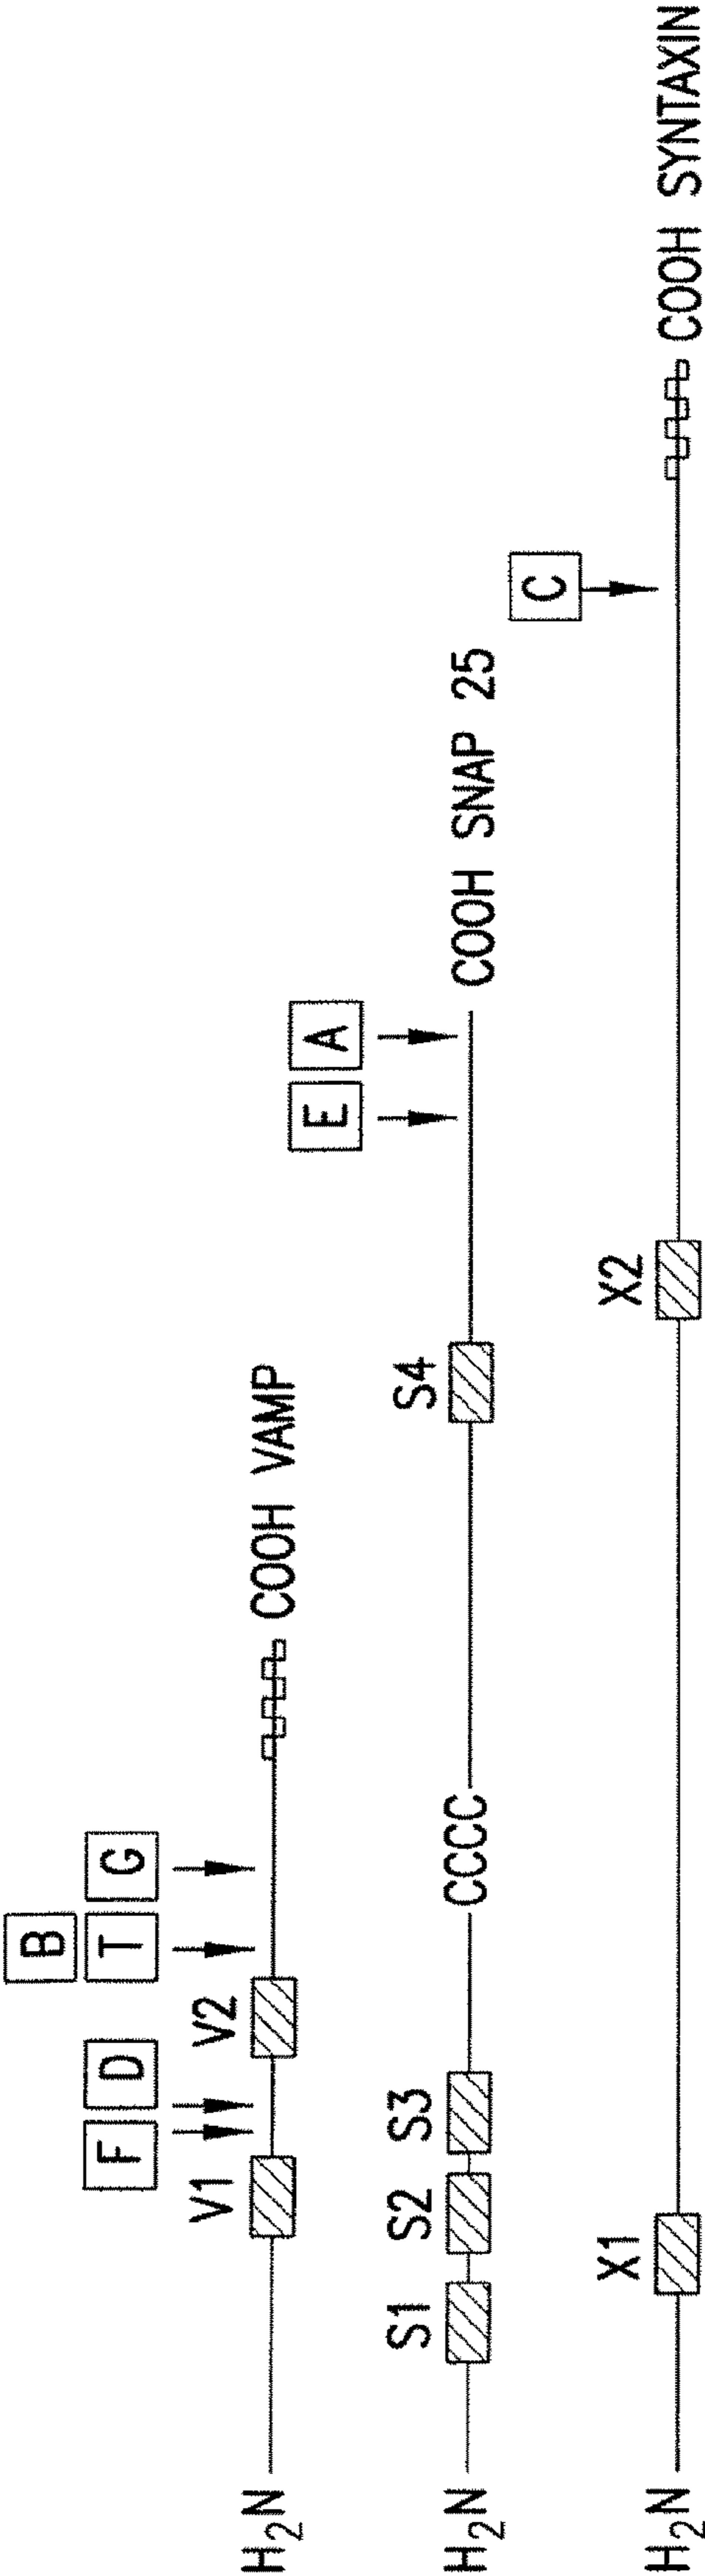 B
F D T G
V1 V2
H2N COOH VAMP
E A
S1 S2 S3 S4
H2N CCCC COOH SNAP 25
C
X1 X2
H2N COOH SYNTAXIN